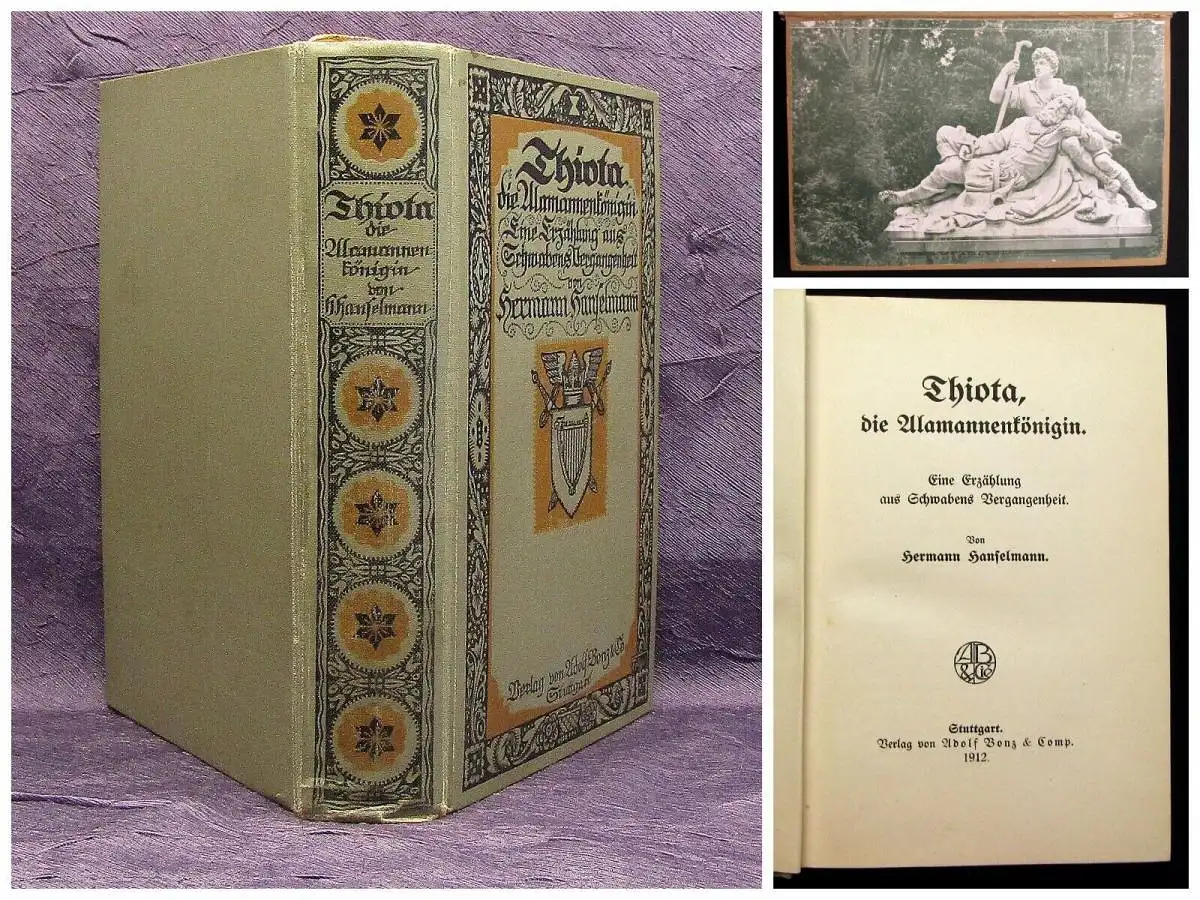 Thiota
die
Alamannen
königin
von
H. Hanselmann
Thiota,
die Alamannenkönigin
Eine Erzählung aus
Schwabens Vergangenheit
von
Hermann Hanselmann
Verlag von Adolf Bonz & Co
Stuttgart
Thiota,
die Alamannenkönigin.
Eine Erzählung
aus Schwabens Vergangenheit.
Von
Hermann Hanselmann.
AB
& Cie
Stuttgart.
Verlag von Adolf Bonz & Comp.
1912.